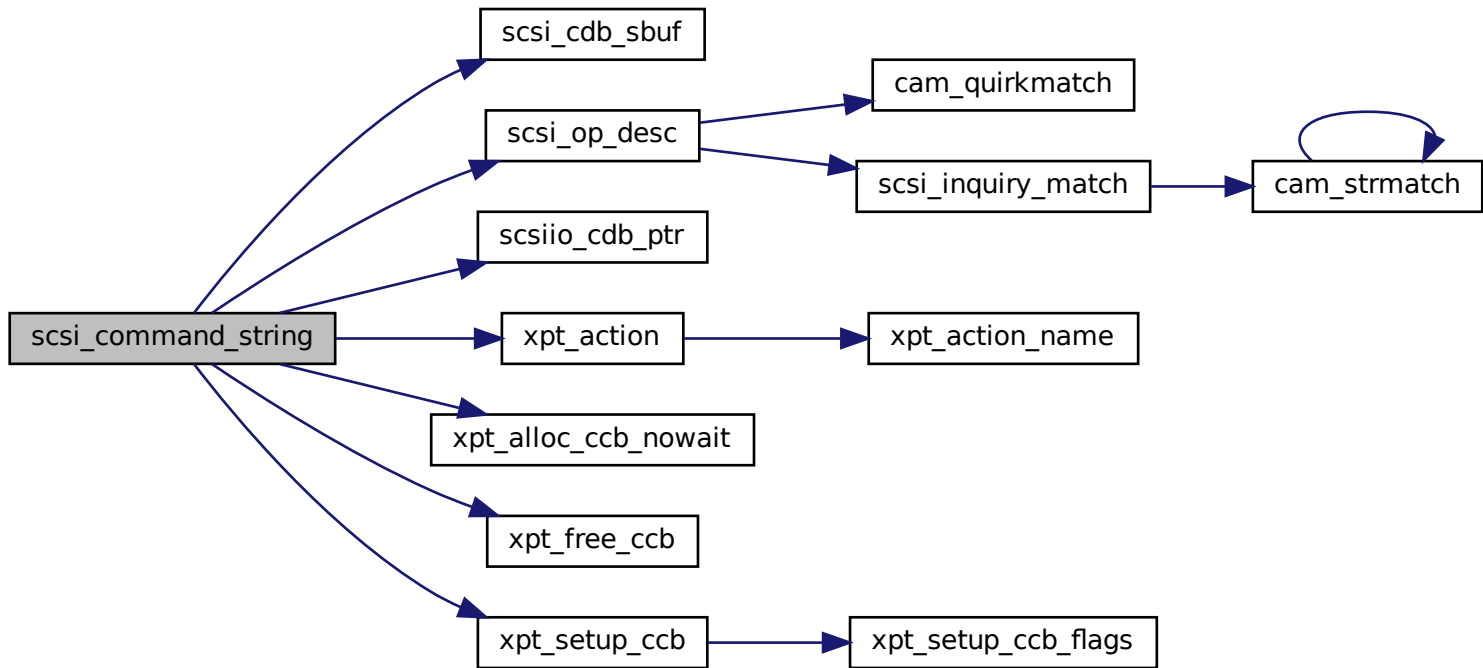 scsi_cdb_sbuf
cam_quirkmatch
scsi_op_desc
scsi_inquiry_match
cam_strmatch
scsiio_cdb_ptr
scsi_command_string
xpt_action
xpt_action_name
xpt_alloc_ccb_nowait
xpt_free_ccb
xpt_setup_ccb
xpt_setup_ccb_flags